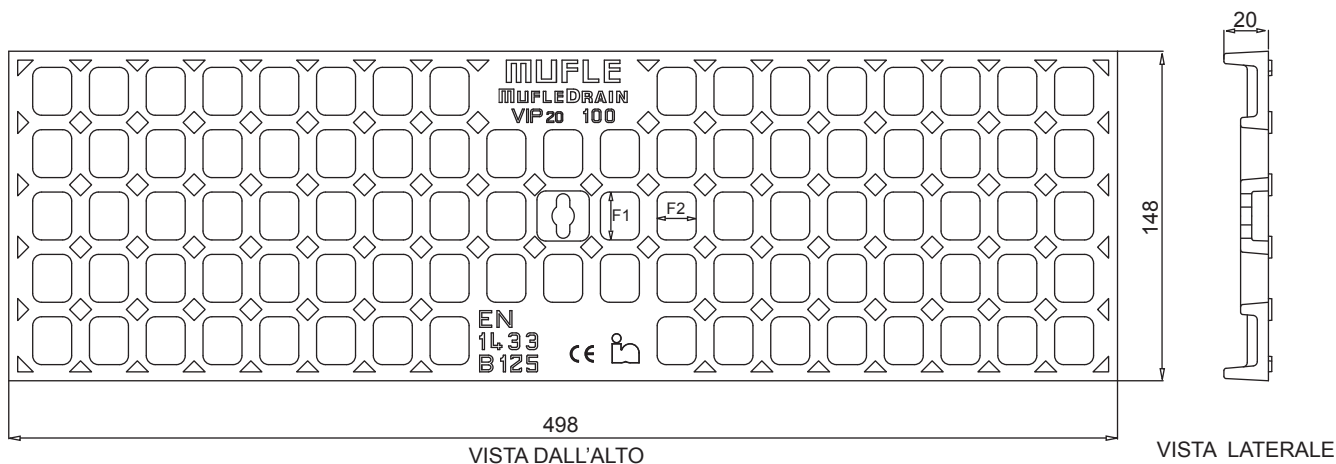 20
MUFLE
MUFLEDRAIN
VIP20 100
F1
F2
148
EN
1433
B125
CE
498
VISTA DALL'ALTO
VISTA LATERALE